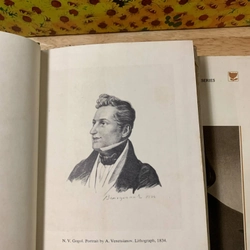 N. V. Gogol. Portrait by A. Venetsianov. Lithograph, 1834